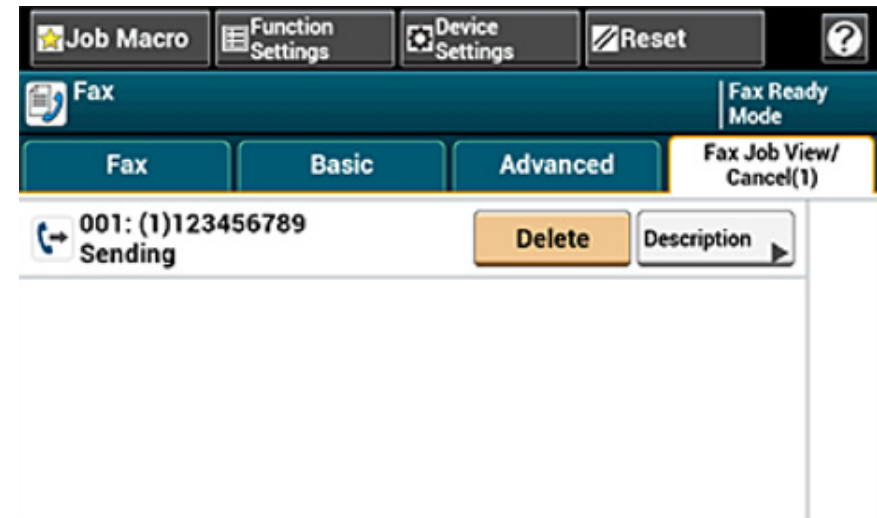 Job Macro
Function
Settings
Device
Settings
Reset
?
Fax
Fax Ready
Mode
Fax
Basic
Advanced
Fax Job View/
Cancel(1)
001: (1)123456789
Sending
Delete
Description